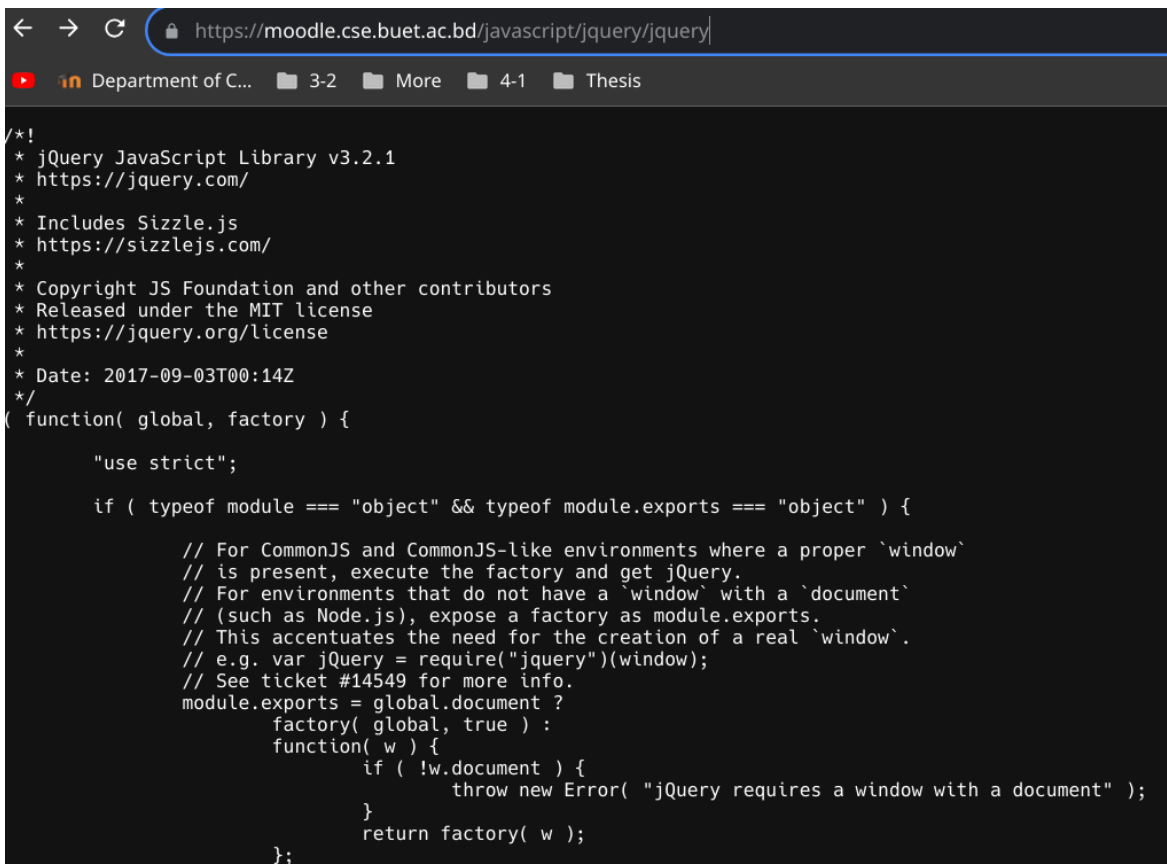 https://moodle.cse.buet.ac.bd/javascript/jquery/jquery
Department of C... 3-2 More 4-1 Thesis
/*!
 * jQuery JavaScript Library v3.2.1
 * https://jquery.com/
 *
 * Includes Sizzle.js
 * https://sizzlejs.com/
 *
 * Copyright JS Foundation and other contributors
 * Released under the MIT license
 * https://jquery.org/license
 *
 * Date: 2017-09-03T00:14Z
 */
( function( global, factory ) {
"use strict";
if ( typeof module === "object" && typeof module.exports === "object" ) {
// For CommonJS and CommonJS-like environments where a proper `window`
// is present, execute the factory and get jQuery.
// For environments that do not have a `window` with a `document`
// (such as Node.js), expose a factory as module.exports.
// This accentuates the need for the creation of a real `window`.
// e.g. var jQuery = require("jquery")(window);
// See ticket #14549 for more info.
module.exports = global.document ?
factory( global, true ) :
function( w ) {
if ( !w.document ) {
throw new Error( "jQuery requires a window with a document" );
}
return factory( w );
};